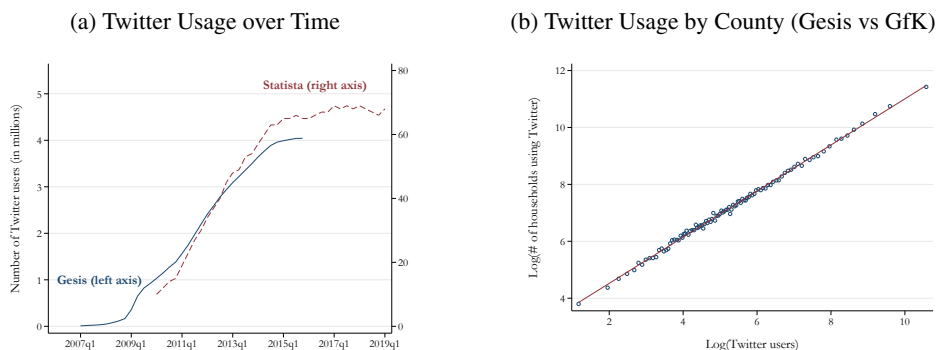 (a) Twitter Usage over Time
Number of Twitter users (in millions)
5
4
3
2
1
0
80
60
40
20
0
Statista (right axis)
Gesis (left axis)
2007q1 2009q1 2011q1 2013q1 2015q1 2017q1 2019q1
(b) Twitter Usage by County (Gesis vs GfK)
Log(# of households using Twitter)
12
10
8
6
4
2 4 6 8 10
Log(Twitter users)